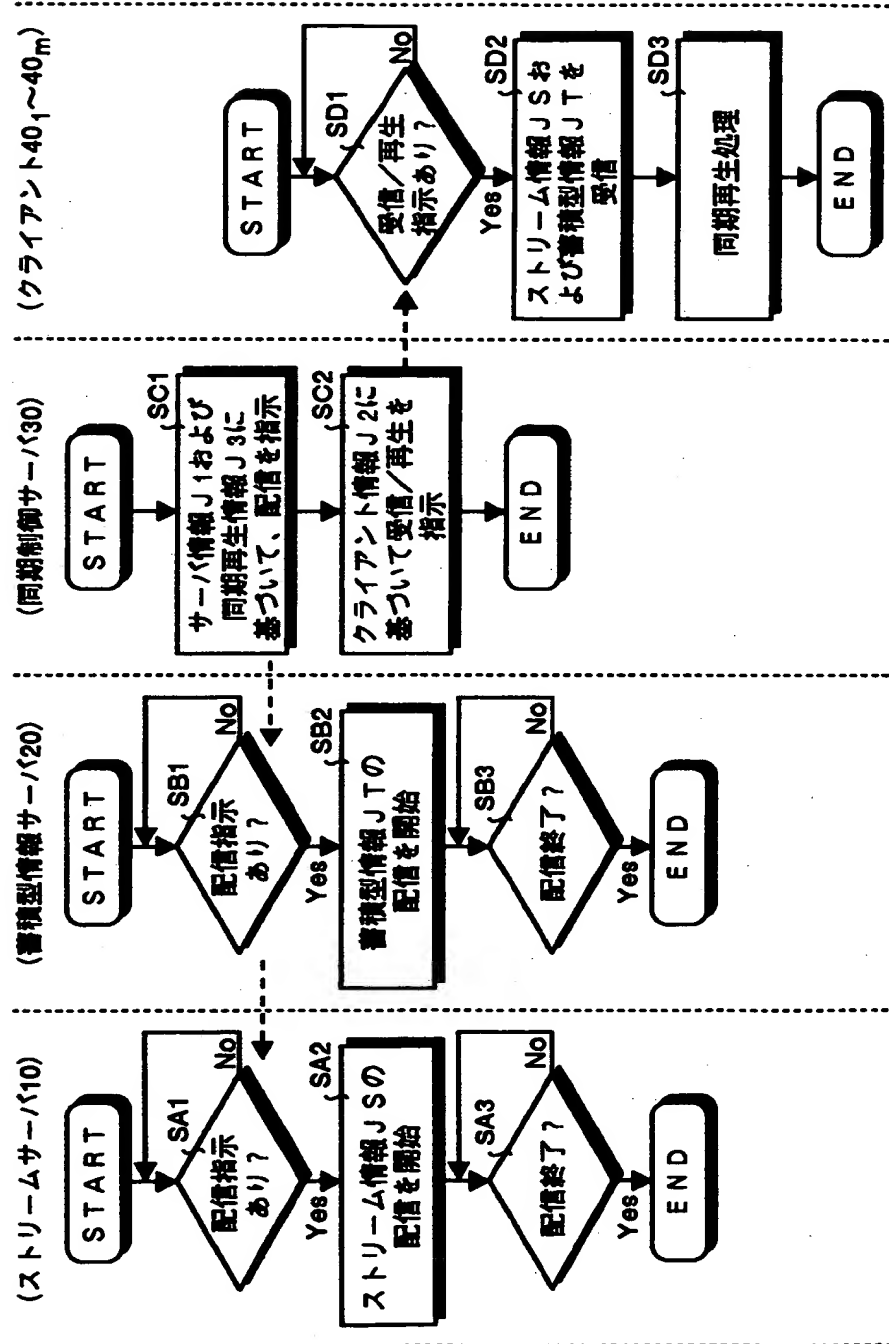 (ストリームサーバ10)
START
SA1
配信指示
あり?
No
Yes
SA2
ストリーム情報JSの
配信を開始
SA3
配信終了?
No
Yes
END
(蓄積型情報サーバ20)
START
SB1
配信指示
あり?
No
Yes
SB2
蓄積型情報JTの
配信を開始
SB3
配信終了?
No
Yes
END
(同期制御サーバ30)
START
SC1
サーバ情報J1および
同期再生情報J3に
基づいて、配信を指示
SC2
クライアント情報J2に
基づいて受信/再生を
指示
END
(クライアント40₁~40ₘ)
START
SD1
受信/再生
指示あり?
No
Yes
SD2
ストリーム情報JSお
よび蓄積型情報JTを
受信
SD3
同期再生処理
END